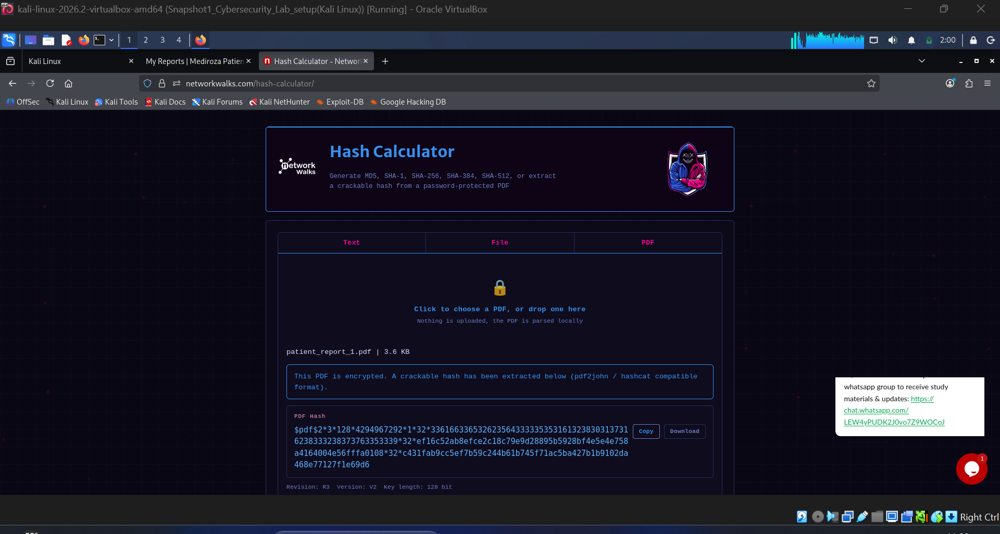 kali-linux-2026.2-virtualbox-amd64 (Snapshot1_Cybersecurity_Lab_setup(Kali Linux)) [Running] - Oracle VirtualBox
1 2 3 4
2:00
Kali Linux
My Reports | Mediroza Patien
Hash Calculator - Networ
networkwalks.com/hash-calculator/
OffSec Kali Linux Kali Tools Kali Docs Kali Forums Kali NetHunter Exploit-DB Google Hacking DB
network
Walks
Hash Calculator
Generate MD5, SHA-1, SHA-256, SHA-384, SHA-512, or extract
a crackable hash from a password-protected PDF
Text File PDF
Click to choose a PDF, or drop one here
Nothing is uploaded, the PDF is parsed locally
patient_report_1.pdf | 3.6 KB
This PDF is encrypted. A crackable hash has been extracted below (pdf2john / hashcat compatible
format).
PDF Hash
$pdf$2*3*128*4294967292*1*32*3361663365326235643333353531613238303137​31
6238333238373763353339*32*ef16c52ab8efce2c18c79e9d28895b5928bf4e5e4e758
a4164004e56fffa0108*32*c431fab9cc5ef7b59c244b61b745f71ac5ba427b1b9102da
468e77127f1e69d6
Copy Download
Revision: R3 Version: V2 Key length: 128 bit
whatsapp group to receive study
materials & updates: https://
chat.whatsapp.com/
LEW4yPUDK2J0vo7Z9WOCoJ
1
Right Ctrl